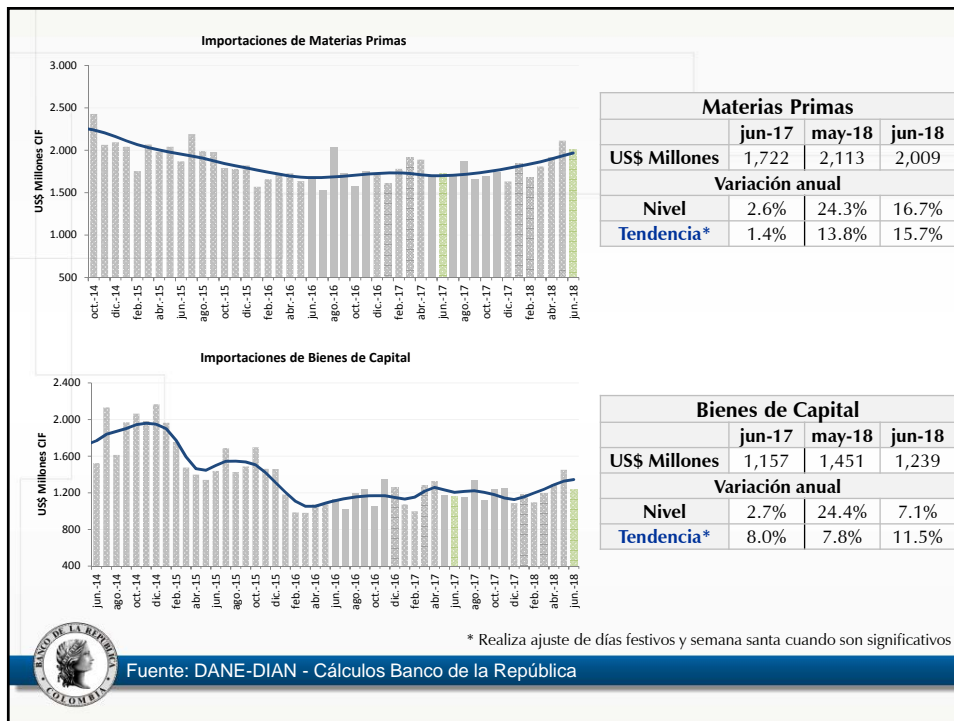 Importaciones de Materias Primas
US$ Millones CIF
3.000
2.500
2.000
1.500
1.000
500
oct.-14 dic.-14 feb.-15 abr.-15 jun.-15 ago.-15 oct.-15 dic.-15 feb.-16 abr.-16 jun.-16 ago.-16 oct.-16 dic.-16 feb.-17 abr.-17 jun.-17 ago.-17 oct.-17 dic.-17 feb.-18 abr.-18 jun.-18
Materias Primas
jun-17 may-18 jun-18
US$ Millones 1,722 2,113 2,009
Variación anual
Nivel 2.6% 24.3% 16.7%
Tendencia* 1.4% 13.8% 15.7%
Importaciones de Bienes de Capital
US$ Millones CIF
2.400
2.000
1.600
1.200
800
400
jun.-14 ago.-14 oct.-14 dic.-14 feb.-15 abr.-15 jun.-15 ago.-15 oct.-15 dic.-15 feb.-16 abr.-16 jun.-16 ago.-16 oct.-16 dic.-16 feb.-17 abr.-17 jun.-17 ago.-17 oct.-17 dic.-17 feb.-18 abr.-18 jun.-18
Bienes de Capital
jun-17 may-18 jun-18
US$ Millones 1,157 1,451 1,239
Variación anual
Nivel 2.7% 24.4% 7.1%
Tendencia* 8.0% 7.8% 11.5%
* Realiza ajuste de días festivos y semana santa cuando son significativos
BANCO DE LA REPUBLICA
COLOMBIA
Fuente: DANE-DIAN - Cálculos Banco de la República